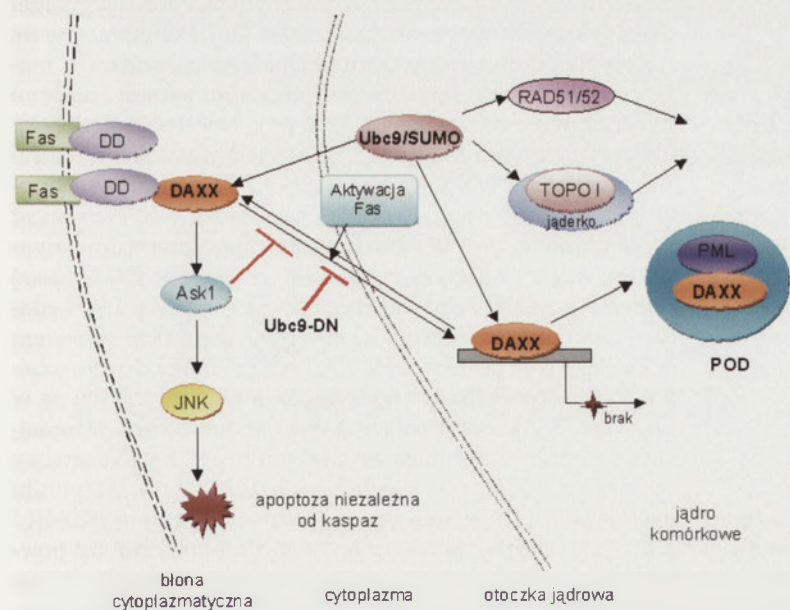 RAD51/52
Fas
DD
Ubc9/SUMO
Fas
DD
DAXX
Aktywacja
Fas
TOPO I
jąderko
PML
DAXX
POD
Ask1
Ubc9-DN
DAXX
JNK
brak
apoptoza niezależna
od kaspaz
jądro
komórkowe
błona
cytoplazmatyczna
cytoplazma
otoczka jądrowa